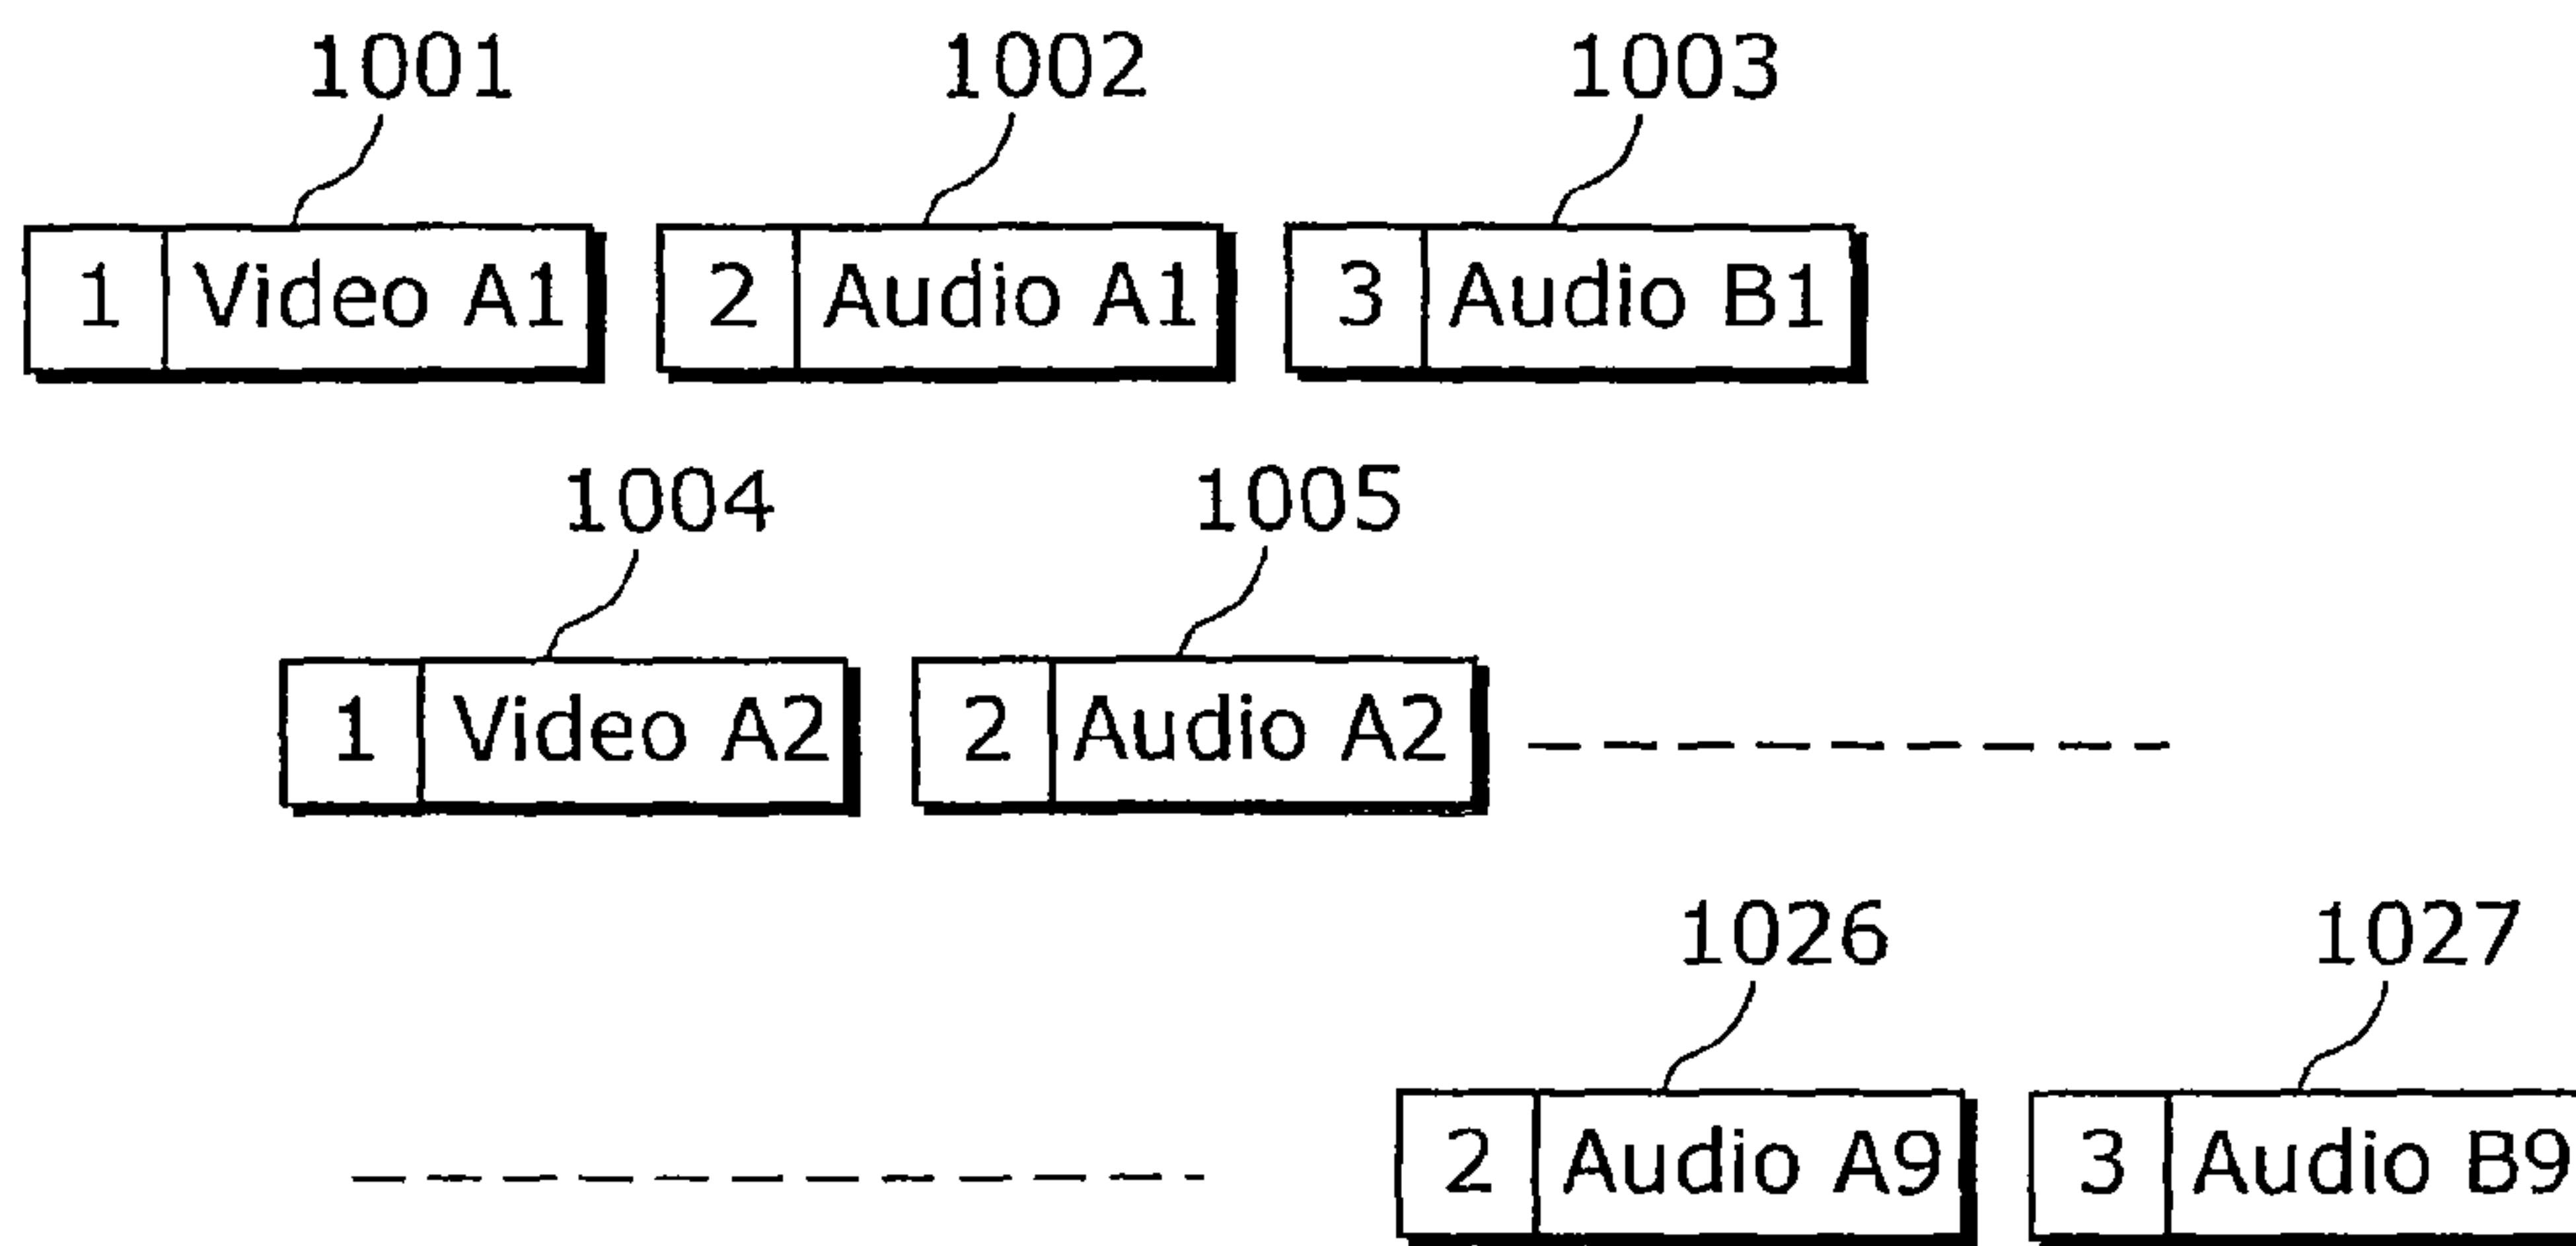 1001 1002 1003
1 Video A1 2 Audio A1 3 Audio B1
1004 1005
1 Video A2 2 Audio A2
1026 1027
2 Audio A9 3 Audio B9